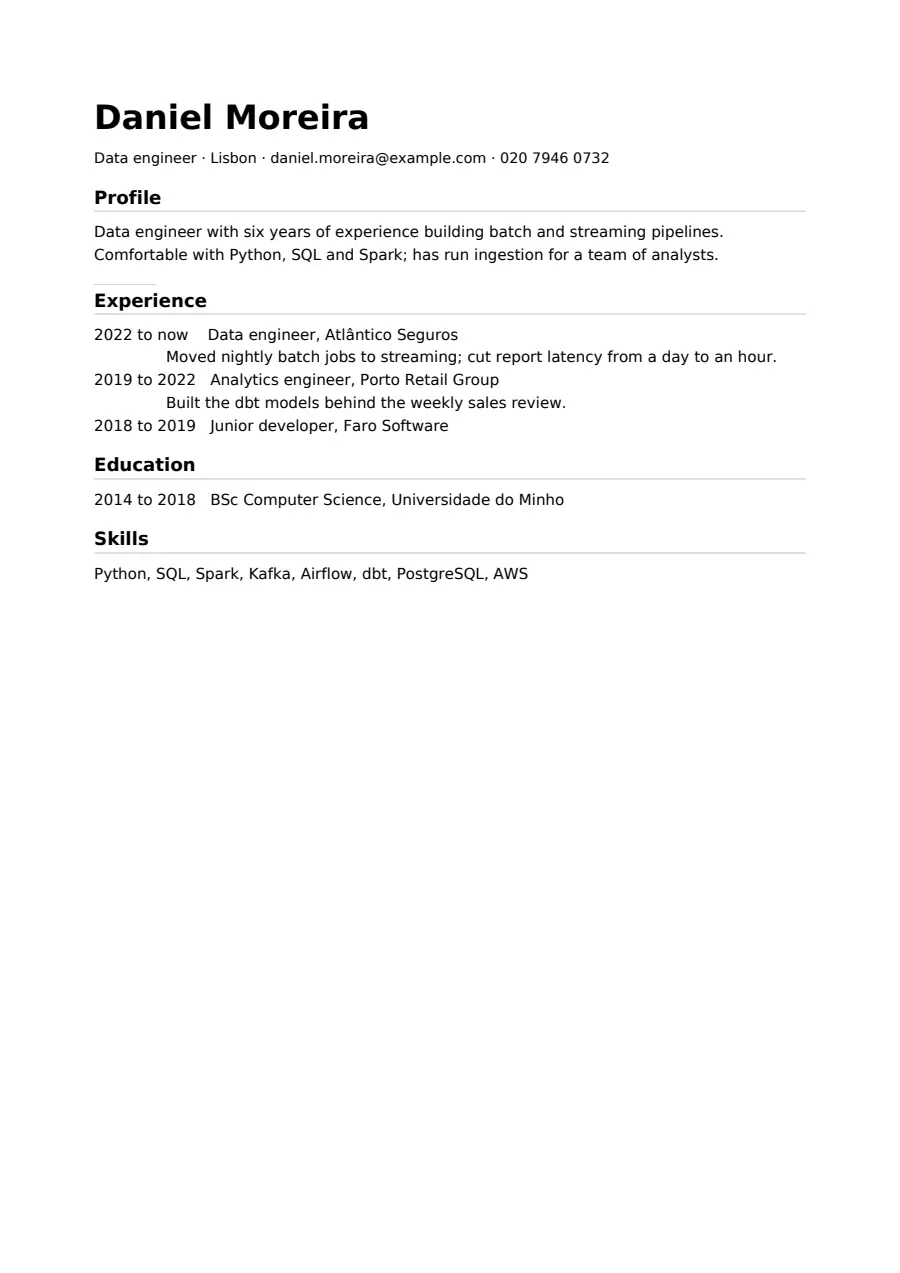 Daniel Moreira
Data engineer · Lisbon · daniel.moreira@example.com · 020 7946 0732
Profile
Data engineer with six years of experience building batch and streaming pipelines.
Comfortable with Python, SQL and Spark; has run ingestion for a team of analysts.
Experience
2022 to now Data engineer, Atlântico Seguros
Moved nightly batch jobs to streaming; cut report latency from a day to an hour.
2019 to 2022 Analytics engineer, Porto Retail Group
Built the dbt models behind the weekly sales review.
2018 to 2019 Junior developer, Faro Software
Education
2014 to 2018 BSc Computer Science, Universidade do Minho
Skills
Python, SQL, Spark, Kafka, Airflow, dbt, PostgreSQL, AWS